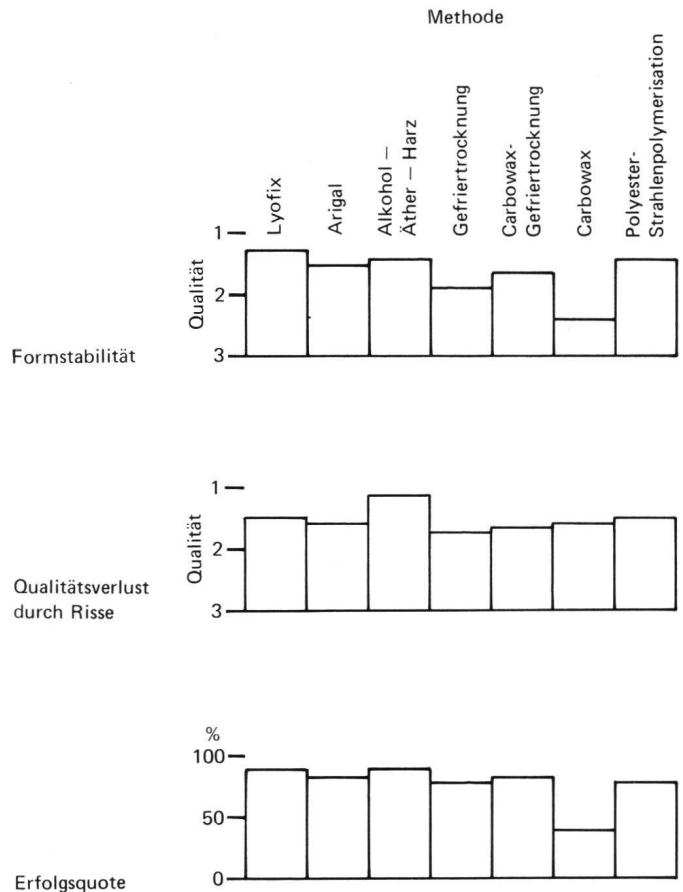 Methode
Lyofix
Arigal
Alkohol –
Äther – Harz
Gefriertrocknung
Carbowax-
Gefriertrocknung
Carbowax
Polyester-
Strahlenpolymerisation
1
2
3
Qualität
Formstabilität
1
2
3
Qualität
Qualitätsverlust
durch Risse
%
100
50
0
Erfolgsquote